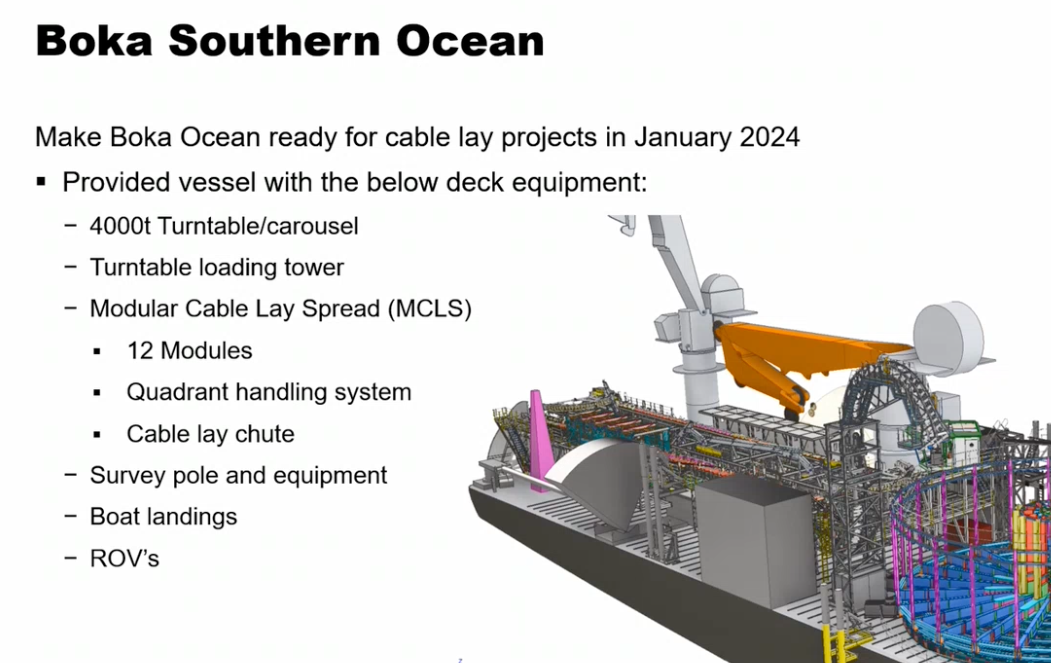 Boka Southern Ocean
Make Boka Ocean ready for cable lay projects in January 2024
▪ Provided vessel with the below deck equipment:
− 4000t Turntable/carousel
− Turntable loading tower
− Modular Cable Lay Spread (MCLS)
▪ 12 Modules
▪ Quadrant handling system
▪ Cable lay chute
− Survey pole and equipment
− Boat landings
− ROV's